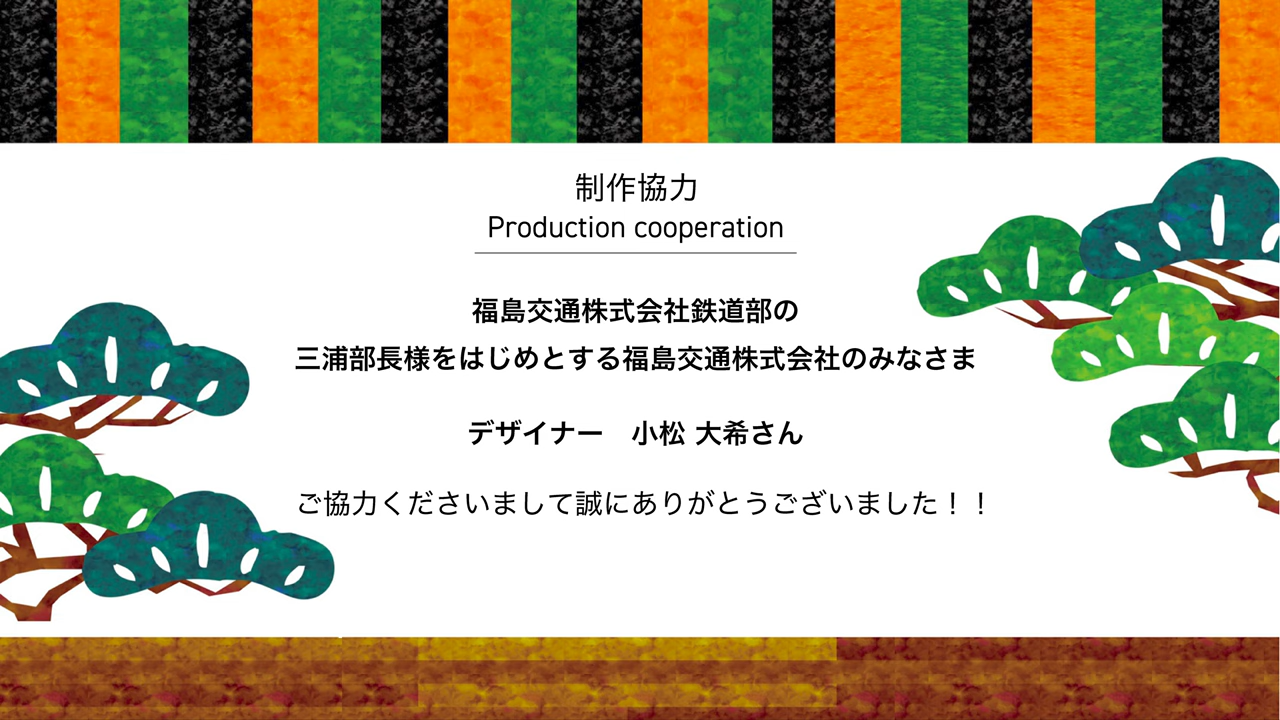 制作協力
Production cooperation
福島交通株式会社鉄道部の
三浦部長様をはじめとする福島交通株式会社のみなさま
デザイナー　小松 大希さん
ご協力くださいまして誠にありがとうございました！！